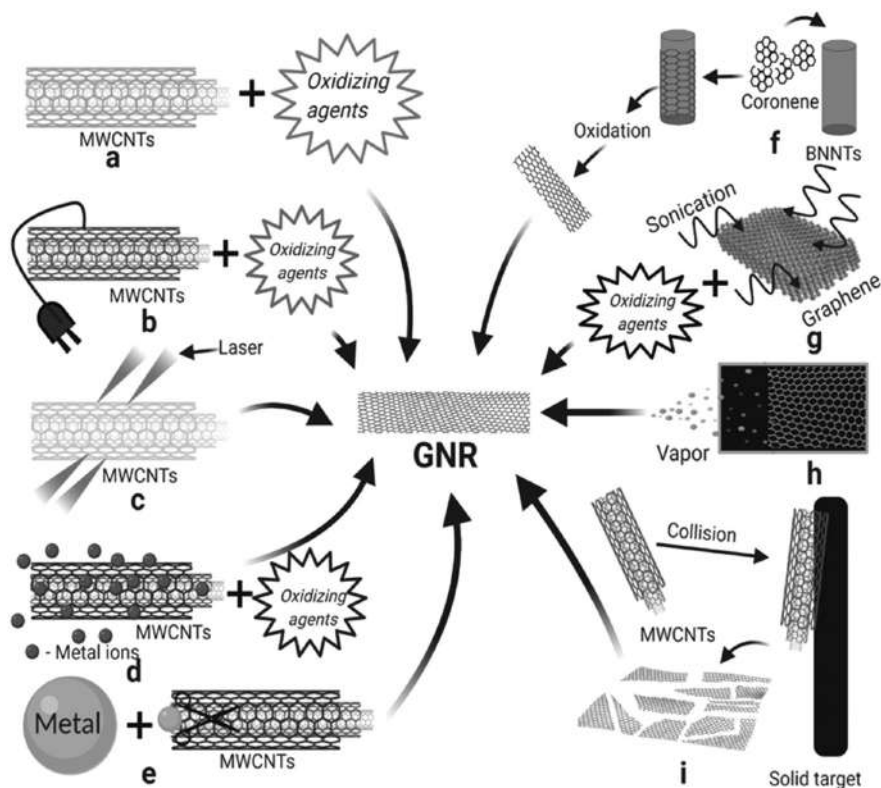 MWCNTs
a
+
Oxidizing
agents
MWCNTs
b
+
Oxidizing
agents
Laser
MWCNTs
c
MWCNTs
- Metal ions
d
+
Oxidizing
agents
Metal
+
MWCNTs
e
GNR
Coronene
f
BNNTs
Oxidation
Sonication
Graphene
g
+
Oxidizing
agents
Vapor
h
MWCNTs
Collision
i
Solid target